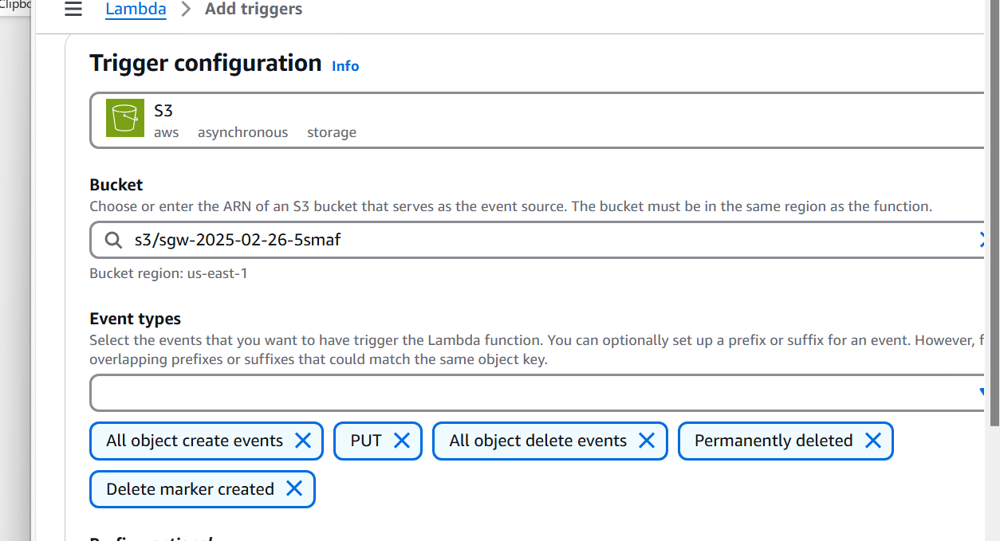 Lambda > Add triggers
Trigger configuration Info
S3
aws asynchronous storage
Bucket
Choose or enter the ARN of an S3 bucket that serves as the event source. The bucket must be in the same region as the function.
s3/sgw-2025-02-26-5smaf
Bucket region: us-east-1
Event types
Select the events that you want to have trigger the Lambda function. You can optionally set up a prefix or suffix for an event. However,
overlapping prefixes or suffixes that could match the same object key.
All object create events PUT All object delete events Permanently deleted
Delete marker created